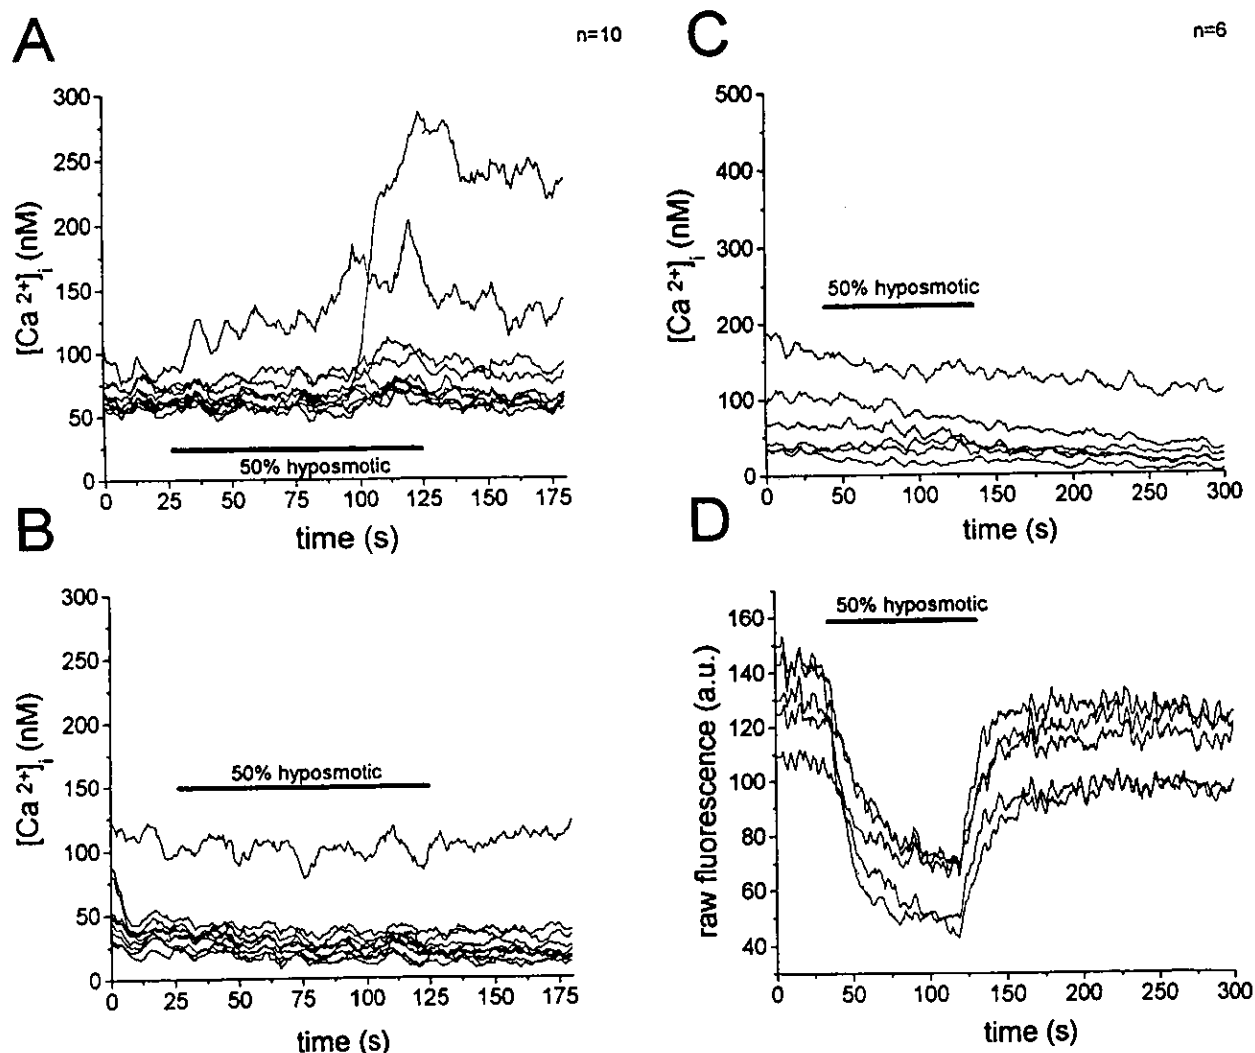 A
n=10
[Ca 2+]i (nM)
300
250
200
150
100
50
0
50% hyposmotic
0 25 50 75 100 125 150 175
time (s)
B
[Ca 2+]i (nM)
300
250
200
150
100
50
0
50% hyposmotic
0 25 50 75 100 125 150 175
time (s)
C
n=6
[Ca 2+]i (nM)
500
400
300
200
100
0
50% hyposmotic
0 50 100 150 200 250 300
time (s)
D
raw fluorescence (a.u.)
160
140
120
100
80
60
40
50% hyposmotic
0 50 100 150 200 250 300
time (s)